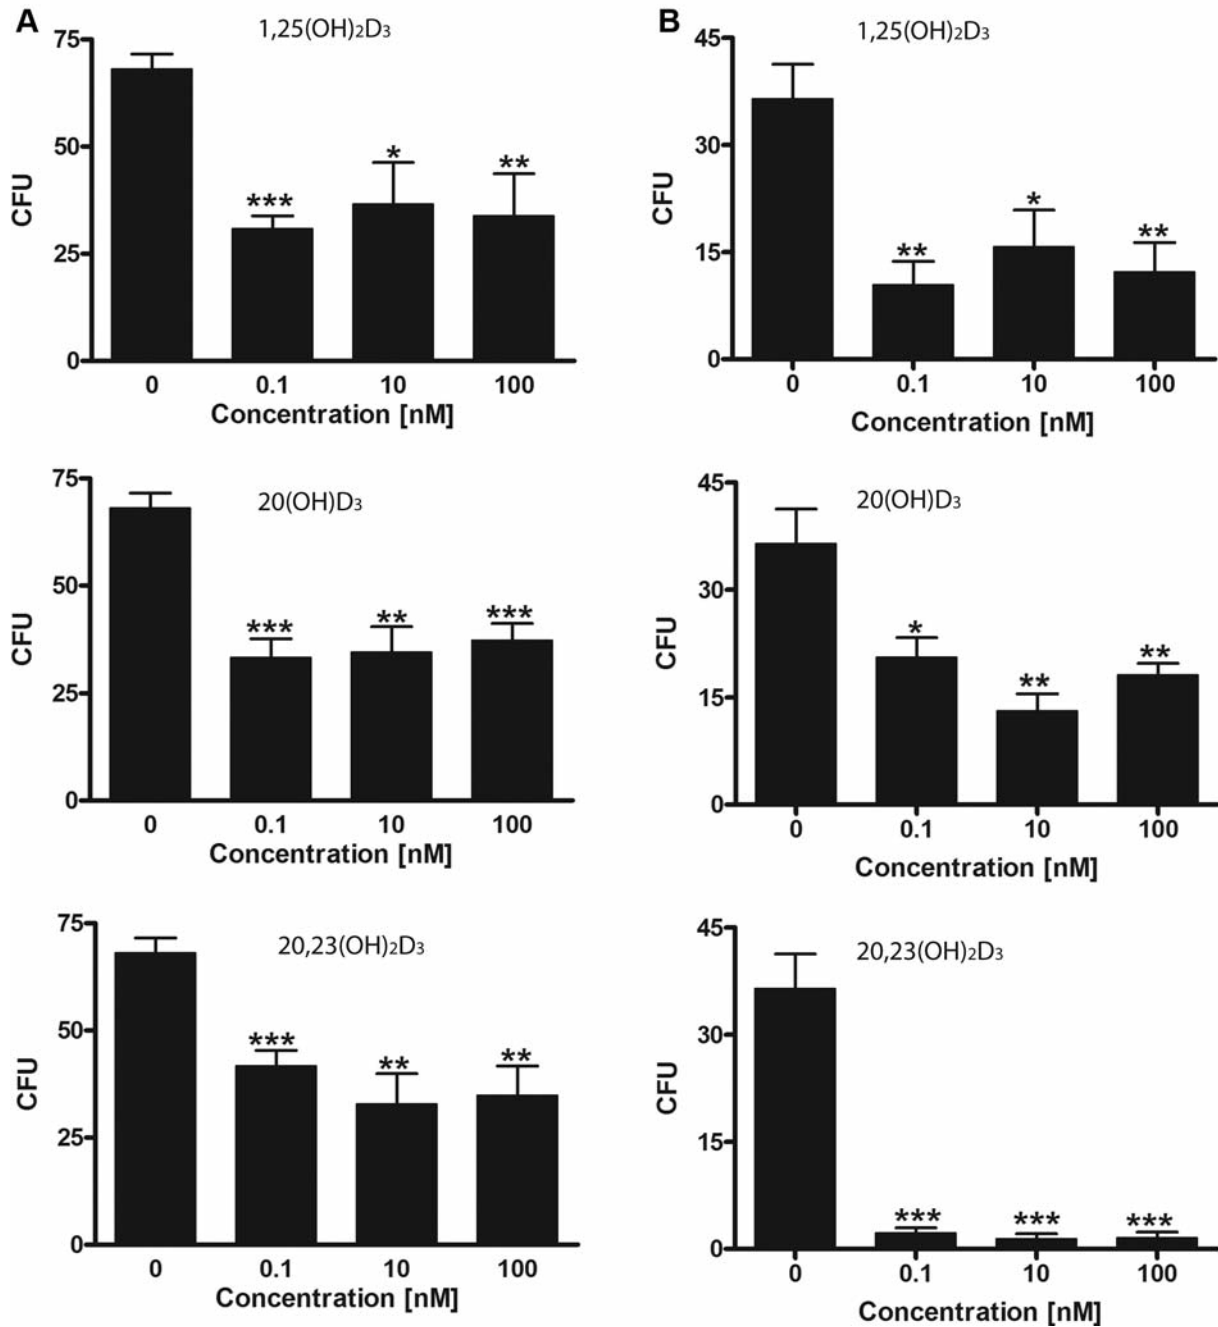 A
1,25(OH)₂D₃
75
50
25
0
CFU
***
*
**
0 0.1 10 100
Concentration [nM]
B
1,25(OH)₂D₃
45
30
15
0
CFU
**
*
**
0 0.1 10 100
Concentration [nM]
20(OH)D₃
75
50
25
0
CFU
***
**
***
0 0.1 10 100
Concentration [nM]
20(OH)D₃
45
30
15
0
CFU
*
**
**
0 0.1 10 100
Concentration [nM]
20,23(OH)₂D₃
75
50
25
0
CFU
***
**
**
0 0.1 10 100
Concentration [nM]
20,23(OH)₂D₃
45
30
15
0
CFU
***
***
***
0 0.1 10 100
Concentration [nM]